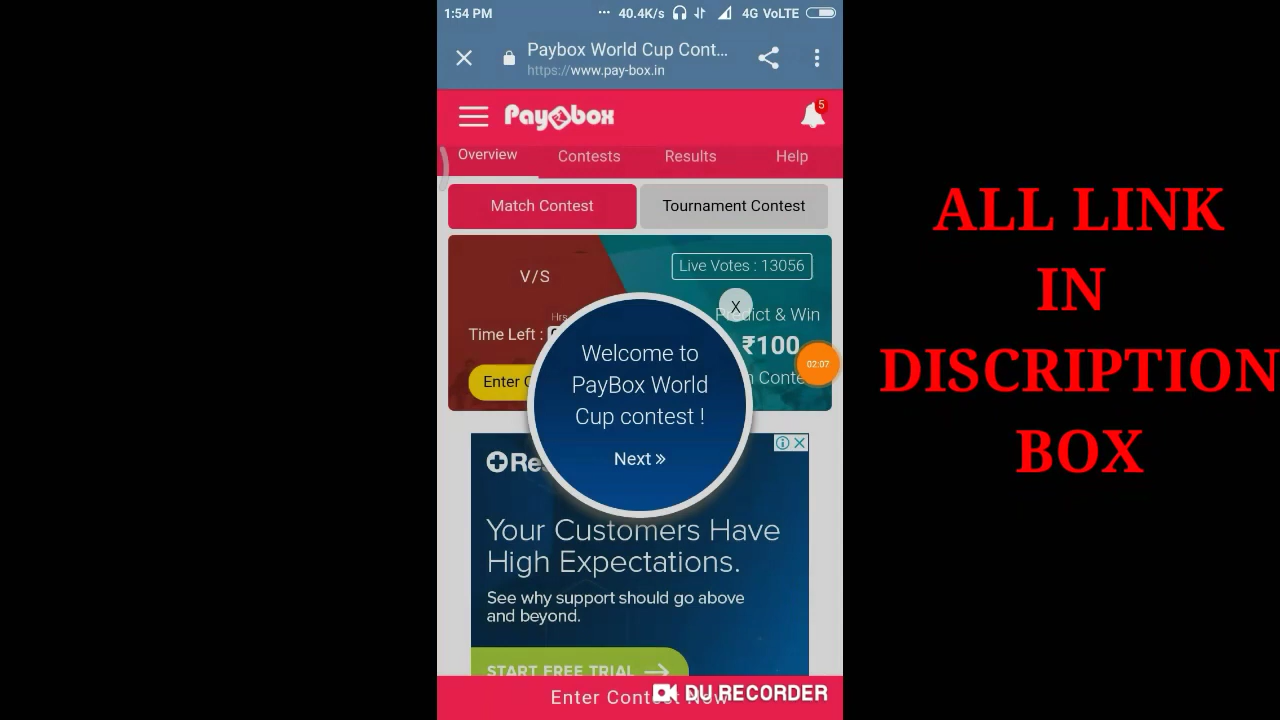 1:54 PM
40.4K/s
4G VoLTE
Paybox World Cup Cont...
https://www.pay-box.in
Paybox
5
Overview
Contests
Results
Help
Match Contest
Tournament Contest
V/S
Live Votes : 13056
X
Hrs
Predict & Win
Time Left :
₹100
02:07
Enter
Welcome to
PayBox World
Cup contest !
Next »
Your Customers Have
High Expectations.
See why support should go above
and beyond.
START FREE TRIAL →
Enter Contest Now
DU RECORDER
ALL LINK
IN
DISCRIPTION
BOX